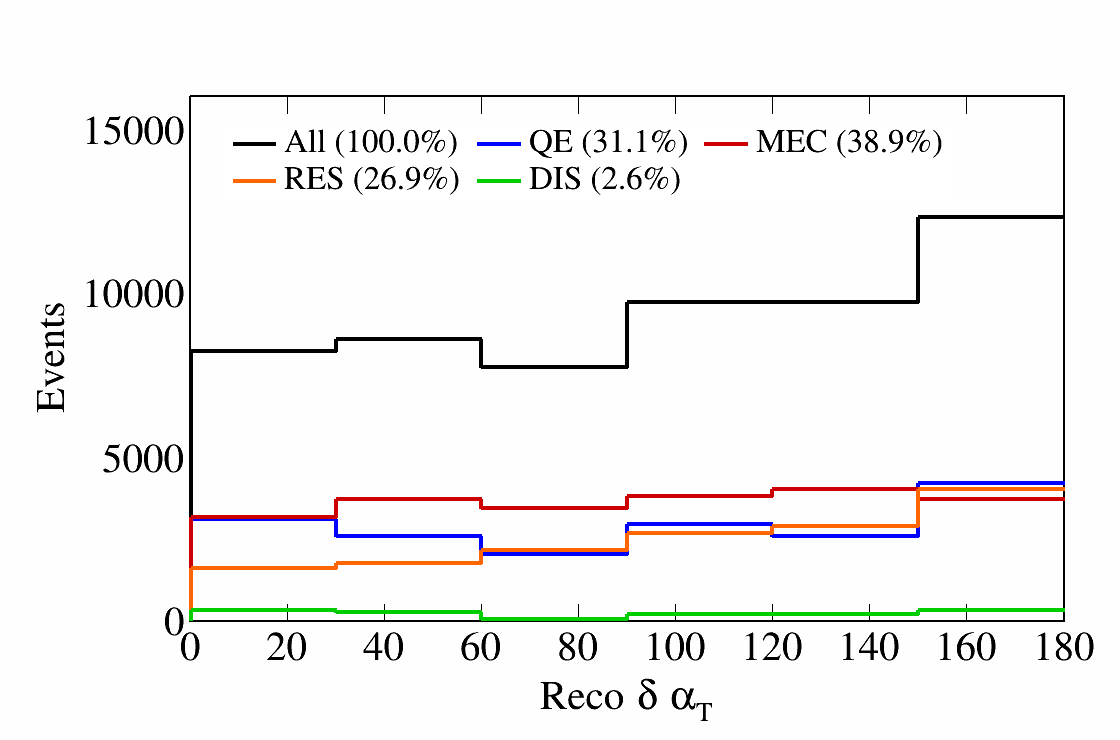 15000
10000
5000
0
Events
All (100.0%) QE (31.1%) MEC (38.9%)
RES (26.9%) DIS (2.6%)
0 20 40 60 80 100 120 140 160 180
Reco δ α_T